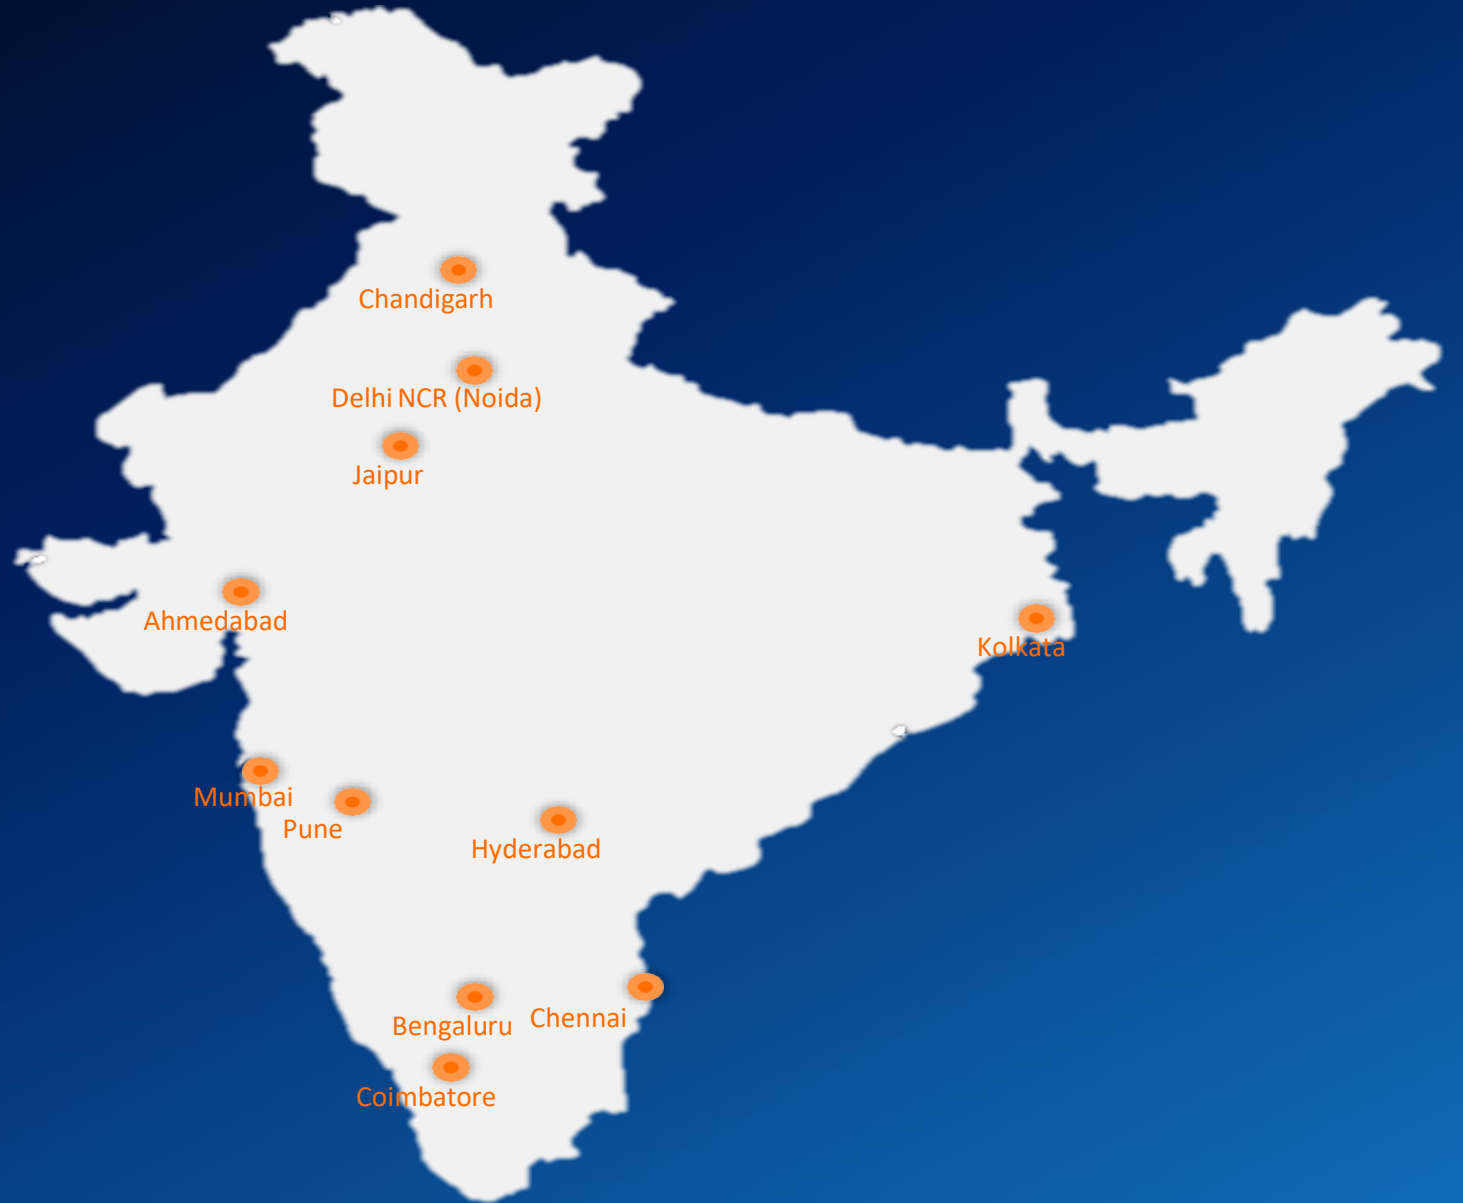 Chandigarh
Delhi NCR (Noida)
Jaipur
Ahmedabad
Kolkata
Mumbai
Pune
Hyderabad
Bengaluru
Chennai
Coimbatore